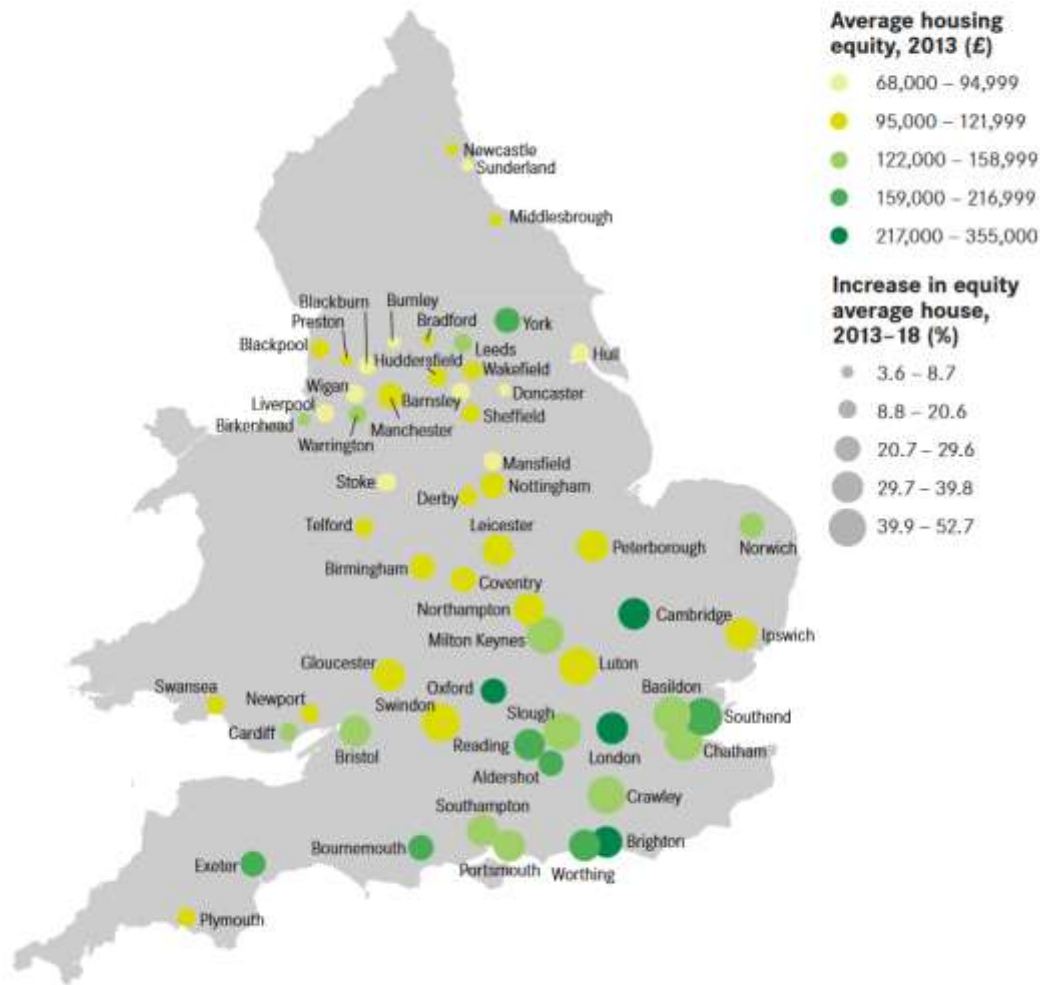 Average housing
equity, 2013 (£)
68,000 – 94,999
95,000 – 121,999
122,000 – 158,999
159,000 – 216,999
217,000 – 355,000
Increase in equity
average house,
2013–18 (%)
3.6 – 8.7
8.8 – 20.6
20.7 – 29.6
29.7 – 39.8
39.9 – 52.7
Newcastle
Sunderland
Middlesbrough
Blackburn
Burnley
Preston
Bradford
York
Blackpool
Leeds
Hull
Huddersfield
Wakefield
Wigan
Doncaster
Barnsley
Liverpool
Sheffield
Birkenhead
Manchester
Warrington
Mansfield
Stoke
Nottingham
Derby
Telford
Leicester
Peterborough
Norwich
Birmingham
Coventry
Northampton
Cambridge
Milton Keynes
Ipswich
Gloucester
Luton
Swansea
Oxford
Basildon
Newport
Swindon
Slough
Southend
Cardiff
Reading
Bristol
London
Chatham
Aldershot
Crawley
Southampton
Bournemouth
Brighton
Exeter
Portsmouth
Worthing
Plymouth